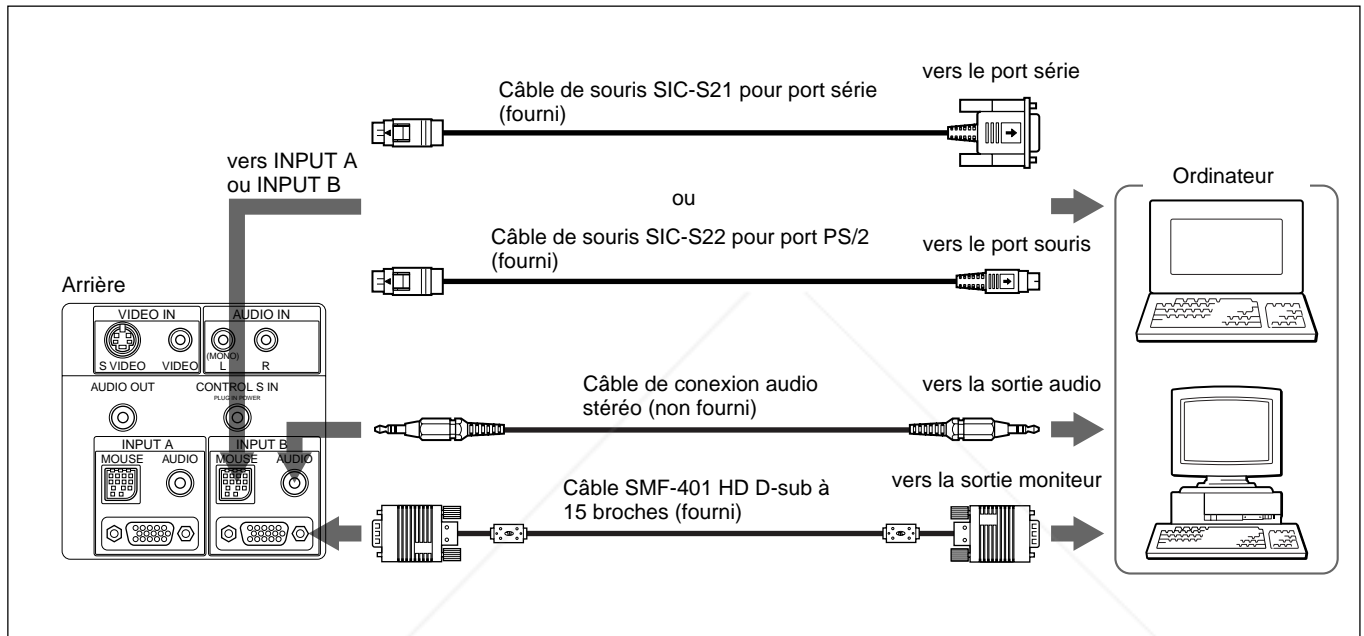 vers le port série
Câble de souris SIC-S21 pour port série
(fourni)
vers INPUT A
ou INPUT B
Ordinateur
ou
Câble de souris SIC-S22 pour port PS/2
(fourni)
vers le port souris
Arrière
VIDEO IN
AUDIO IN
(MONO)
S VIDEO
VIDEO
L
R
AUDIO OUT
CONTROL S IN
PLUG IN POWER
Câble de conexion audio
stéréo (non fourni)
vers la sortie audio
INPUT A
INPUT B
MOUSE
AUDIO
MOUSE
AUDIO
Câble SMF-401 HD D-sub à
15 broches (fourni)
vers la sortie moniteur